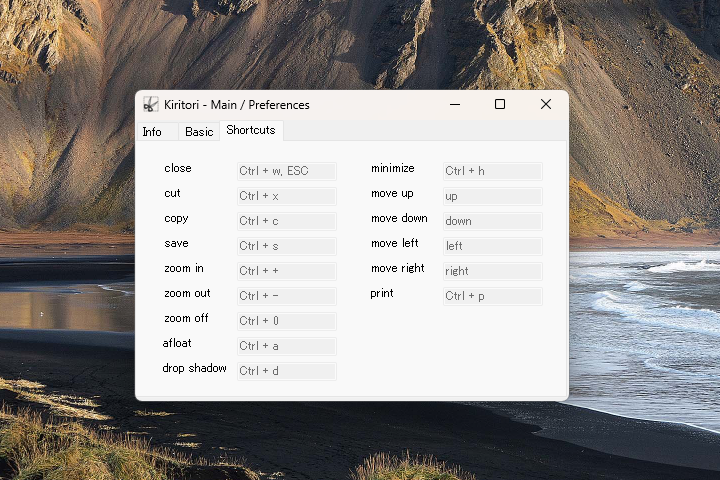 Kiritori - Main / Preferences
Info Basic Shortcuts
close Ctrl + w, ESC
cut Ctrl + x
copy Ctrl + c
save Ctrl + s
zoom in Ctrl + +
zoom out Ctrl + -
zoom off Ctrl + 0
afloat Ctrl + a
drop shadow Ctrl + d
minimize Ctrl + h
move up up
move down down
move left left
move right right
print Ctrl + p